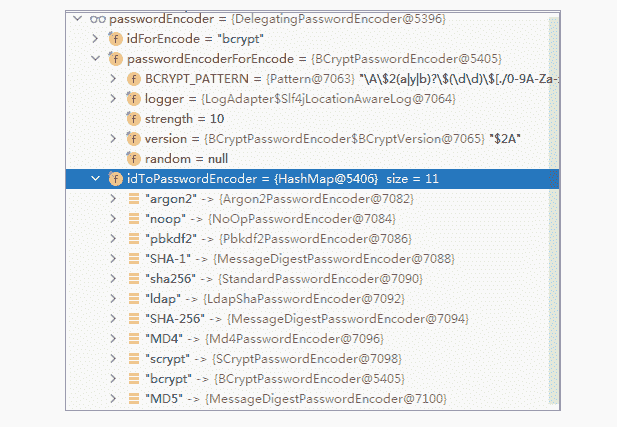 passwordEncoder = {DelegatingPasswordEncoder@5396}
f idForEncode = "bcrypt"
f passwordEncoderForEncode = {BCryptPasswordEncoder@5405}
f BCRYPT_PATTERN = {Pattern@7063} "\A\$2(a|y|b)?\$(\d\d)\$[./0-9A-Za-
f logger = {LogAdapter$Slf4jLocationAwareLog@7064}
f strength = 10
f version = {BCryptPasswordEncoder$BCryptVersion@7065} "$2A"
f random = null
f idToPasswordEncoder = {HashMap@5406} size = 11
"argon2" -> {Argon2PasswordEncoder@7082}
"noop" -> {NoOpPasswordEncoder@7084}
"pbkdf2" -> {Pbkdf2PasswordEncoder@7086}
"SHA-1" -> {MessageDigestPasswordEncoder@7088}
"sha256" -> {StandardPasswordEncoder@7090}
"ldap" -> {LdapShaPasswordEncoder@7092}
"SHA-256" -> {MessageDigestPasswordEncoder@7094}
"MD4" -> {Md4PasswordEncoder@7096}
"scrypt" -> {SCryptPasswordEncoder@7098}
"bcrypt" -> {BCryptPasswordEncoder@5405}
"MD5" -> {MessageDigestPasswordEncoder@7100}